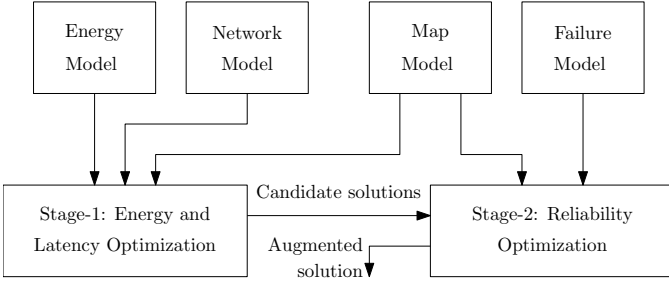 Energy
Model
Network
Model
Map
Model
Failure
Model
Stage-1: Energy and
Latency Optimization
Candidate solutions
Stage-2: Reliability
Optimization
Augmented
solution